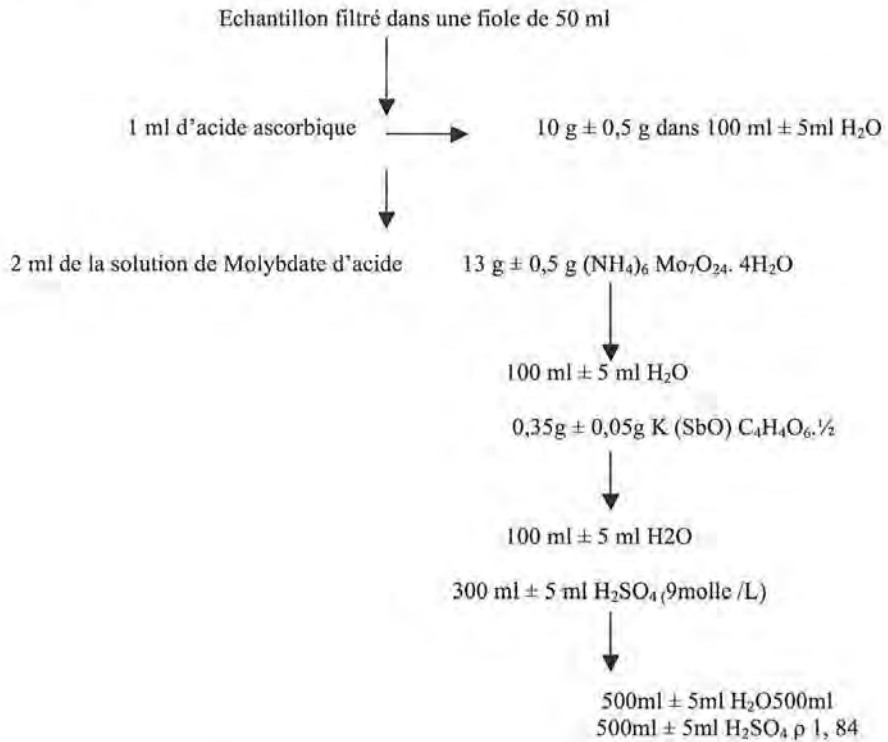 Echantillon filtré dans une fiole de 50 ml
1 ml d'acide ascorbique 10 g ± 0,5 g dans 100 ml ± 5ml H₂O
2 ml de la solution de Molybdate d'acide 13 g ± 0,5 g (NH₄)₆ Mo₇O₂₄. 4H₂O
100 ml ± 5 ml H₂O
0,35g ± 0,05g K (SbO) C₄H₄O₆.½
100 ml ± 5 ml H2O
300 ml ± 5 ml H₂SO₄ (9molle /L)
500ml ± 5ml H₂O500ml
500ml ± 5ml H₂SO₄ ρ 1, 84